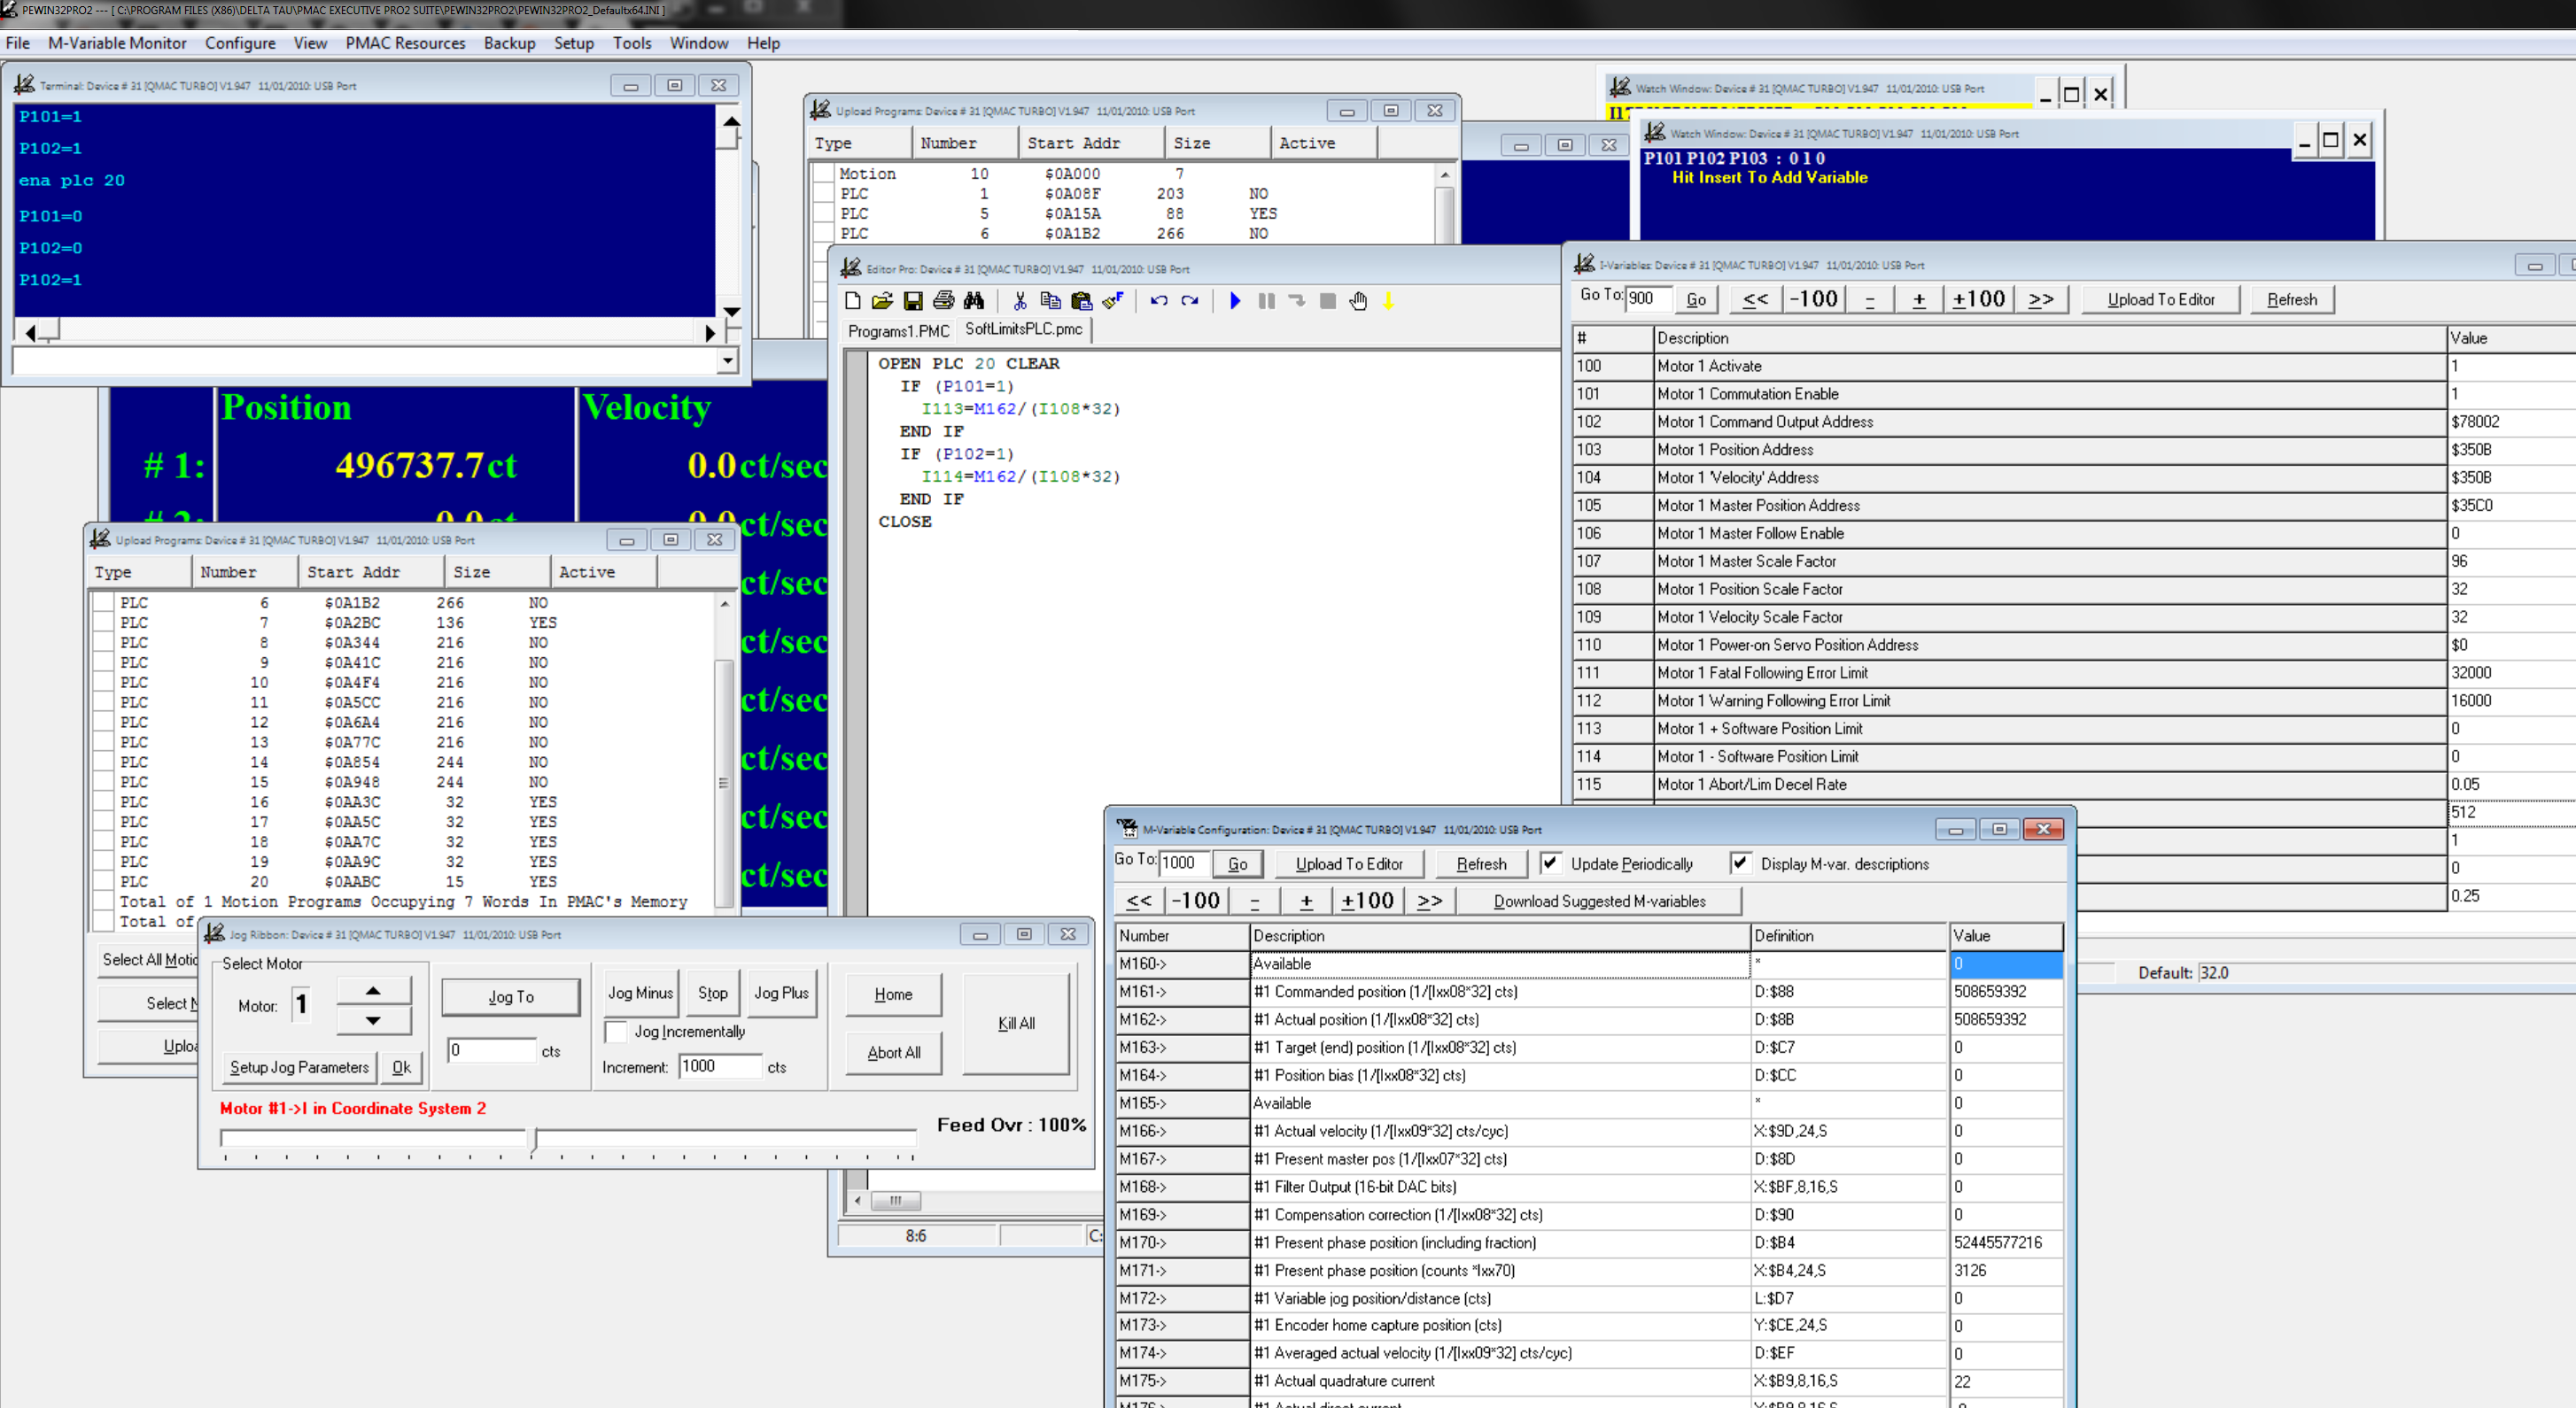 PEWIN32PRO2 --- [ C:\PROGRAM FILES (X86)\DELTA TAU\PMAC EXECUTIVE PRO2 SUITE\PEWIN32PRO2\PEWIN32PRO2_Defaultx64.INI ]
File M-Variable Monitor Configure View PMAC Resources Backup Setup Tools Window Help
Terminal: Device # 31 [QMAC TURBO] V1.947 11/01/2010: USB Port
P101=1
P102=1
ena plc 20
P101=0
P102=0
P102=1
Upload Programs: Device # 31 [QMAC TURBO] V1.947 11/01/2010: USB Port
Type Number Start Addr Size Active
Motion 10 $0A000 7
PLC 1 $0A08F 203 NO
PLC 5 $0A15A 88 YES
PLC 6 $0A1B2 266 NO
Watch Window: Device # 31 [QMAC TURBO] V1.947 11/01/2010: USB Port
Watch Window: Device # 31 [QMAC TURBO] V1.947 11/01/2010: USB Port
P101 P102 P103 : 0 1 0
Hit Insert To Add Variable
Position Velocity
# 1: 496737.7 ct 0.0 ct/sec
# 2: 0.0 ct 0.0 ct/sec
ct/sec
ct/sec
ct/sec
ct/sec
ct/sec
ct/sec
Editor Pro: Device # 31 [QMAC TURBO] V1.947 11/01/2010: USB Port
Programs1.PMC SoftLimitsPLC.pmc
OPEN PLC 20 CLEAR
IF (P101=1)
I113=M162/(I108*32)
END IF
IF (P102=1)
I114=M162/(I108*32)
END IF
CLOSE
8:6 C:
I-Variables: Device # 31 [QMAC TURBO] V1.947 11/01/2010: USB Port
Go To: 900 Go << -100 - + +100 >> Upload To Editor Refresh
# Description Value
100 Motor 1 Activate 1
101 Motor 1 Commutation Enable 1
102 Motor 1 Command Output Address $78002
103 Motor 1 Position Address $350B
104 Motor 1 'Velocity' Address $350B
105 Motor 1 Master Position Address $35C0
106 Motor 1 Master Follow Enable 0
107 Motor 1 Master Scale Factor 96
108 Motor 1 Position Scale Factor 32
109 Motor 1 Velocity Scale Factor 32
110 Motor 1 Power-on Servo Position Address $0
111 Motor 1 Fatal Following Error Limit 32000
112 Motor 1 Warning Following Error Limit 16000
113 Motor 1 + Software Position Limit 0
114 Motor 1 - Software Position Limit 0
115 Motor 1 Abort/Lim Decel Rate 0.05
512
1
0
0.25
Default: 32.0
Upload Programs: Device # 31 [QMAC TURBO] V1.947 11/01/2010: USB Port
Type Number Start Addr Size Active
PLC 6 $0A1B2 266 NO
PLC 7 $0A2BC 136 YES
PLC 8 $0A344 216 NO
PLC 9 $0A41C 216 NO
PLC 10 $0A4F4 216 NO
PLC 11 $0A5CC 216 NO
PLC 12 $0A6A4 216 NO
PLC 13 $0A77C 216 NO
PLC 14 $0A854 244 NO
PLC 15 $0A948 244 NO
PLC 16 $0AA3C 32 YES
PLC 17 $0AA5C 32 YES
PLC 18 $0AA7C 32 YES
PLC 19 $0AA9C 32 YES
PLC 20 $0AABC 15 YES
Total of 1 Motion Programs Occupying 7 Words In PMAC's Memory
Total of
Select All
Select
Jog Ribbon: Device # 31 [QMAC TURBO] V1.947 11/01/2010: USB Port
Select Motor
Motor: 1
Setup Jog Parameters Ok
Jog To
0 cts
Jog Minus Stop Jog Plus
Jog Incrementally
Increment: 1000 cts
Home
Abort All
Kill All
Motor #1->I in Coordinate System 2
Feed Ovr : 100%
M-Variable Configuration: Device # 31 [QMAC TURBO] V1.947 11/01/2010: USB Port
Go To: 1000 Go Upload To Editor Refresh Update Periodically Display M-var. descriptions
<< -100 - + +100 >> Download Suggested M-variables
Number Description Definition Value
M160-> Available * 0
M161-> #1 Commanded position (1/[Ixx08*32] cts) D:$88 508659392
M162-> #1 Actual position (1/[Ixx08*32] cts) D:$8B 508659392
M163-> #1 Target (end) position (1/[Ixx08*32] cts) D:$C7 0
M164-> #1 Position bias (1/[Ixx08*32] cts) D:$CC 0
M165-> Available * 0
M166-> #1 Actual velocity (1/[Ixx09*32] cts/cyc) X:$9D,24,S 0
M167-> #1 Present master pos (1/[Ixx07*32] cts) D:$8D 0
M168-> #1 Filter Output (16-bit DAC bits) X:$BF,8,16,S 0
M169-> #1 Compensation correction (1/[Ixx08*32] cts) D:$90 0
M170-> #1 Present phase position (including fraction) D:$B4 52445577216
M171-> #1 Present phase position (counts *Ixx70) X:$B4,24,S 3126
M172-> #1 Variable jog position/distance (cts) L:$D7 0
M173-> #1 Encoder home capture position (cts) Y:$CE,24,S 0
M174-> #1 Averaged actual velocity (1/[Ixx09*32] cts/cyc) D:$EF 0
M175-> #1 Actual quadrature current X:$B9,8,16,S 22